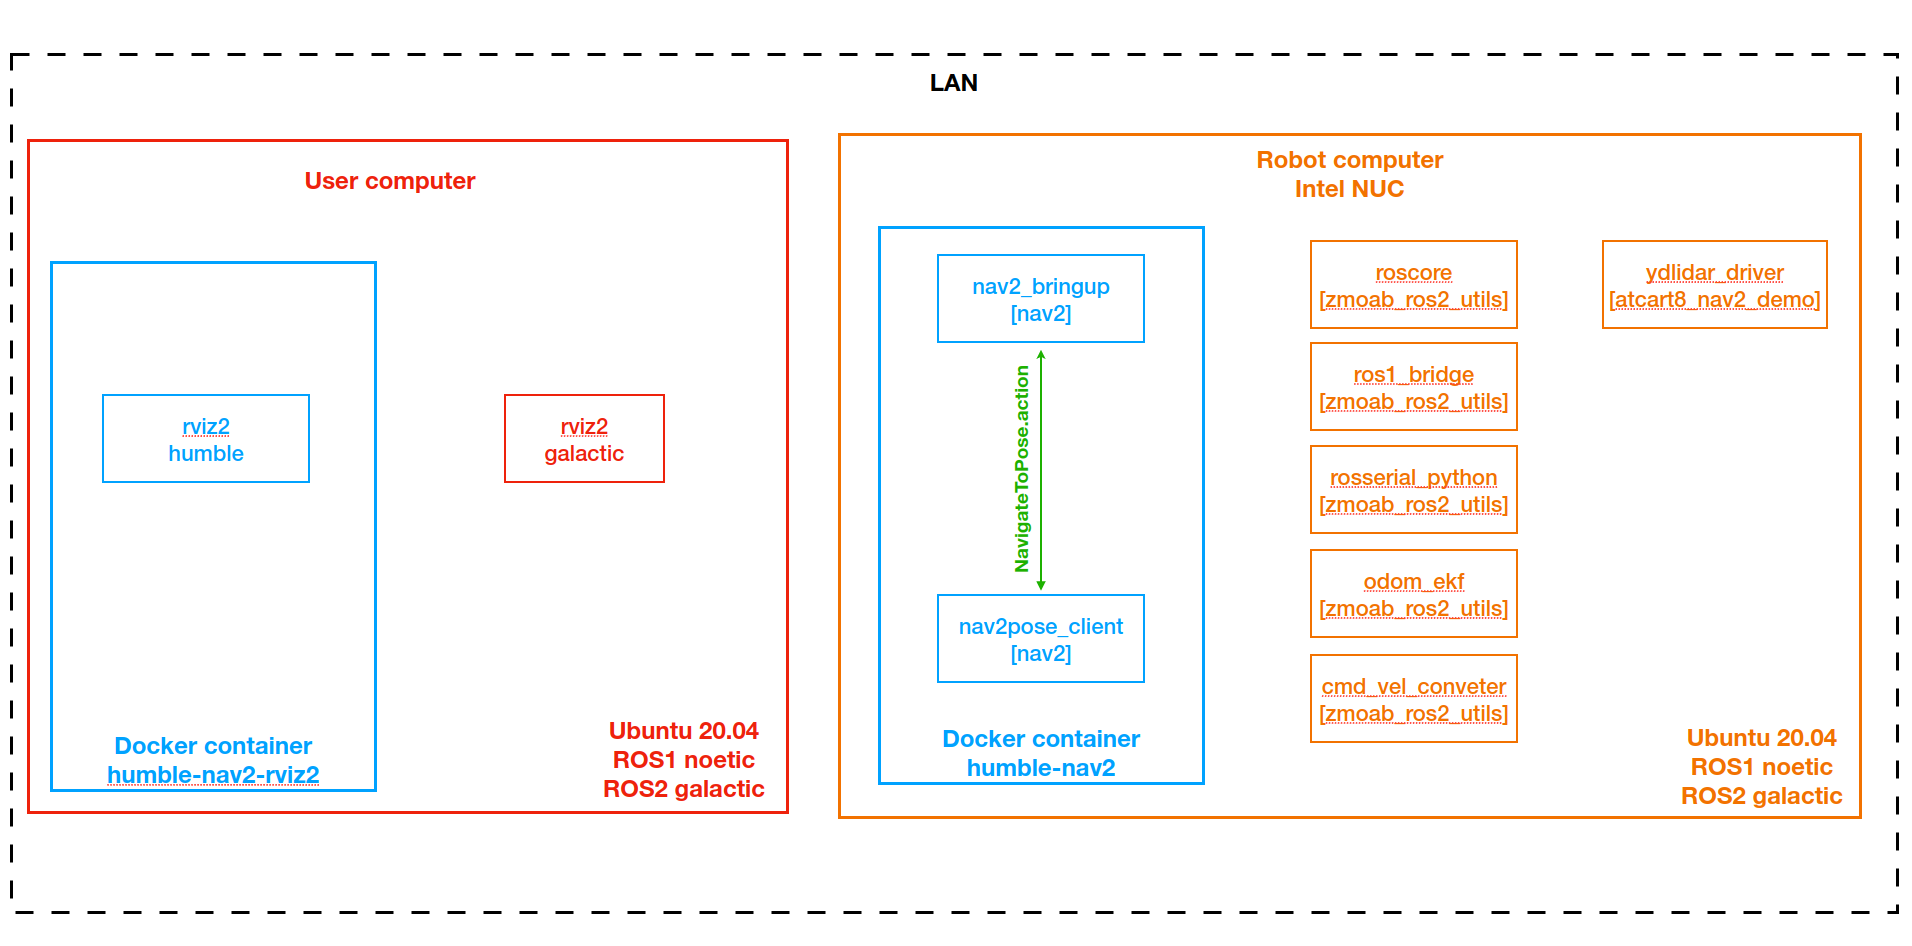 LAN
User computer
rviz2
humble
rviz2
galactic
Docker container
humble-nav2-rviz2
Ubuntu 20.04
ROS1 noetic
ROS2 galactic
Robot computer
Intel NUC
nav2_bringup
[nav2]
NavigateToPose.action
nav2pose_client
[nav2]
Docker container
humble-nav2
roscore
[zmoab_ros2_utils]
ros1_bridge
[zmoab_ros2_utils]
rosserial_python
[zmoab_ros2_utils]
odom_ekf
[zmoab_ros2_utils]
cmd_vel_conveter
[zmoab_ros2_utils]
ydlidar_driver
[atcart8_nav2_demo]
Ubuntu 20.04
ROS1 noetic
ROS2 galactic